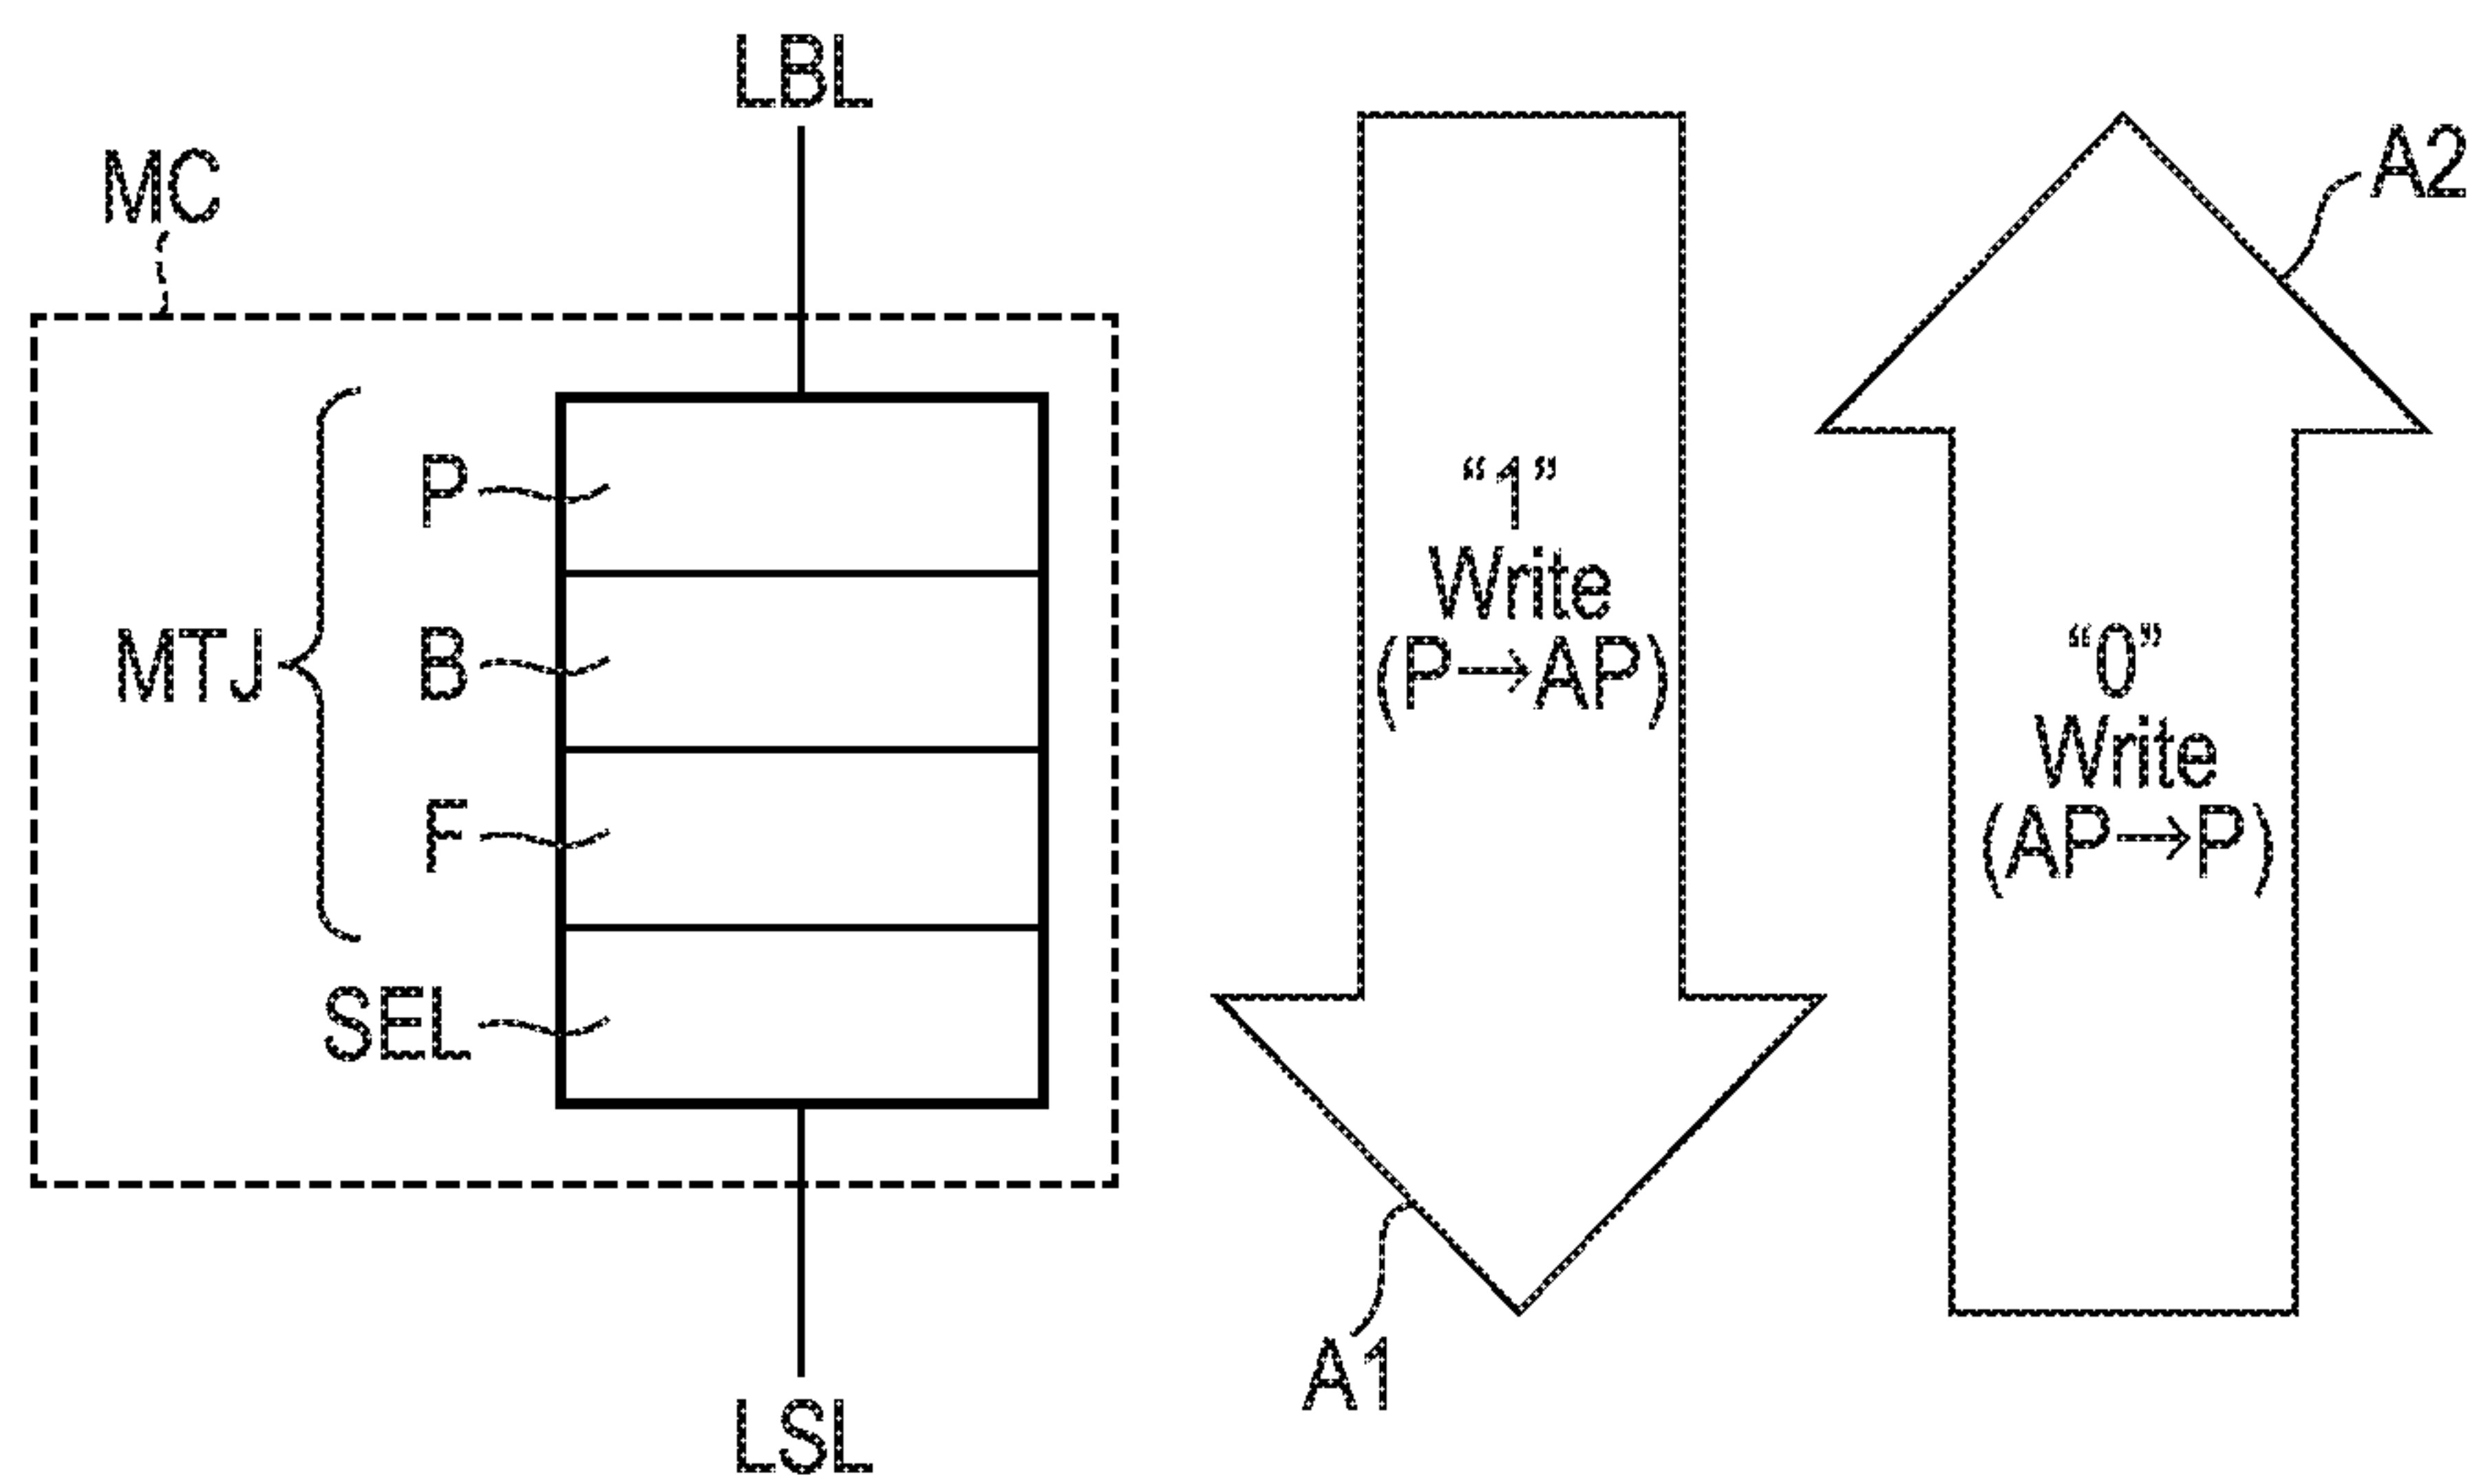 LBL
MC
A2
P
MTJ
B
F
SEL
“1”
Write
(P→AP)
“0”
Write
(AP→P)
A1
LSL